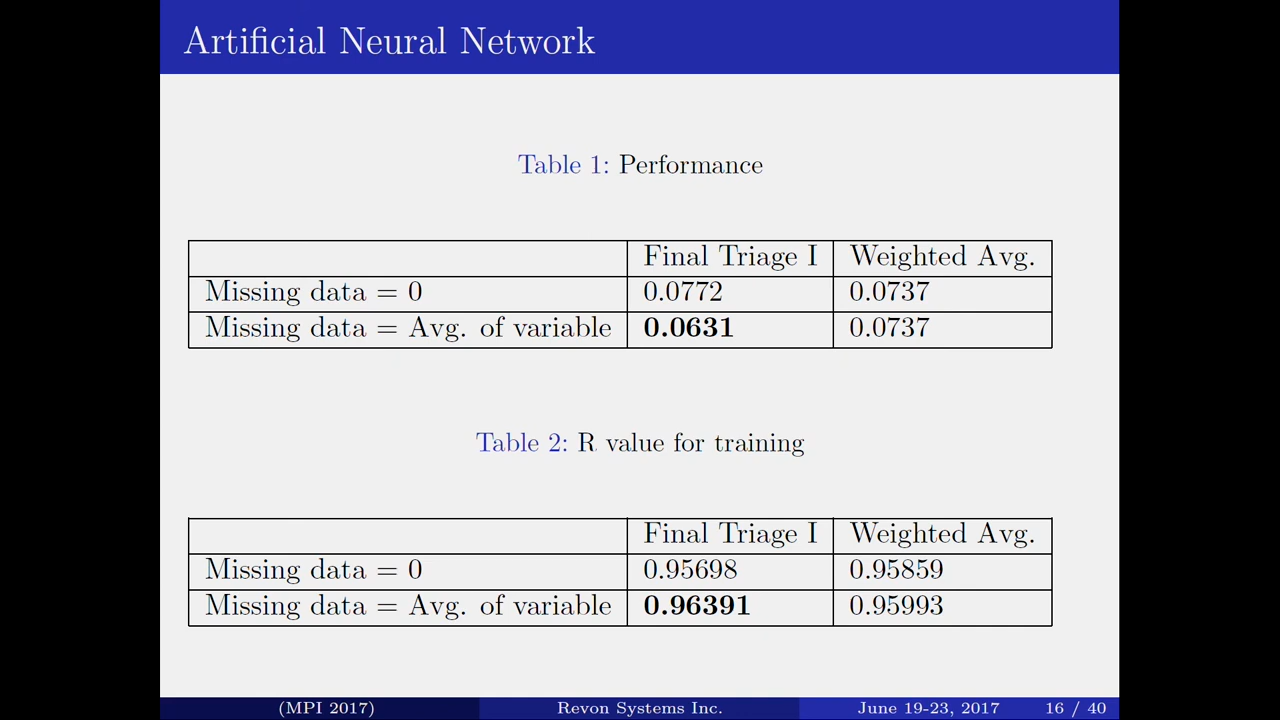 Artificial Neural Network
Table 1: Performance
Final Triage I Weighted Avg.
Missing data = 0 0.0772 0.0737
Missing data = Avg. of variable 0.0631 0.0737
Table 2: R value for training
Final Triage I Weighted Avg.
Missing data = 0 0.95698 0.95859
Missing data = Avg. of variable 0.96391 0.95993
(MPI 2017) Revon Systems Inc. June 19-23, 2017 16 / 40